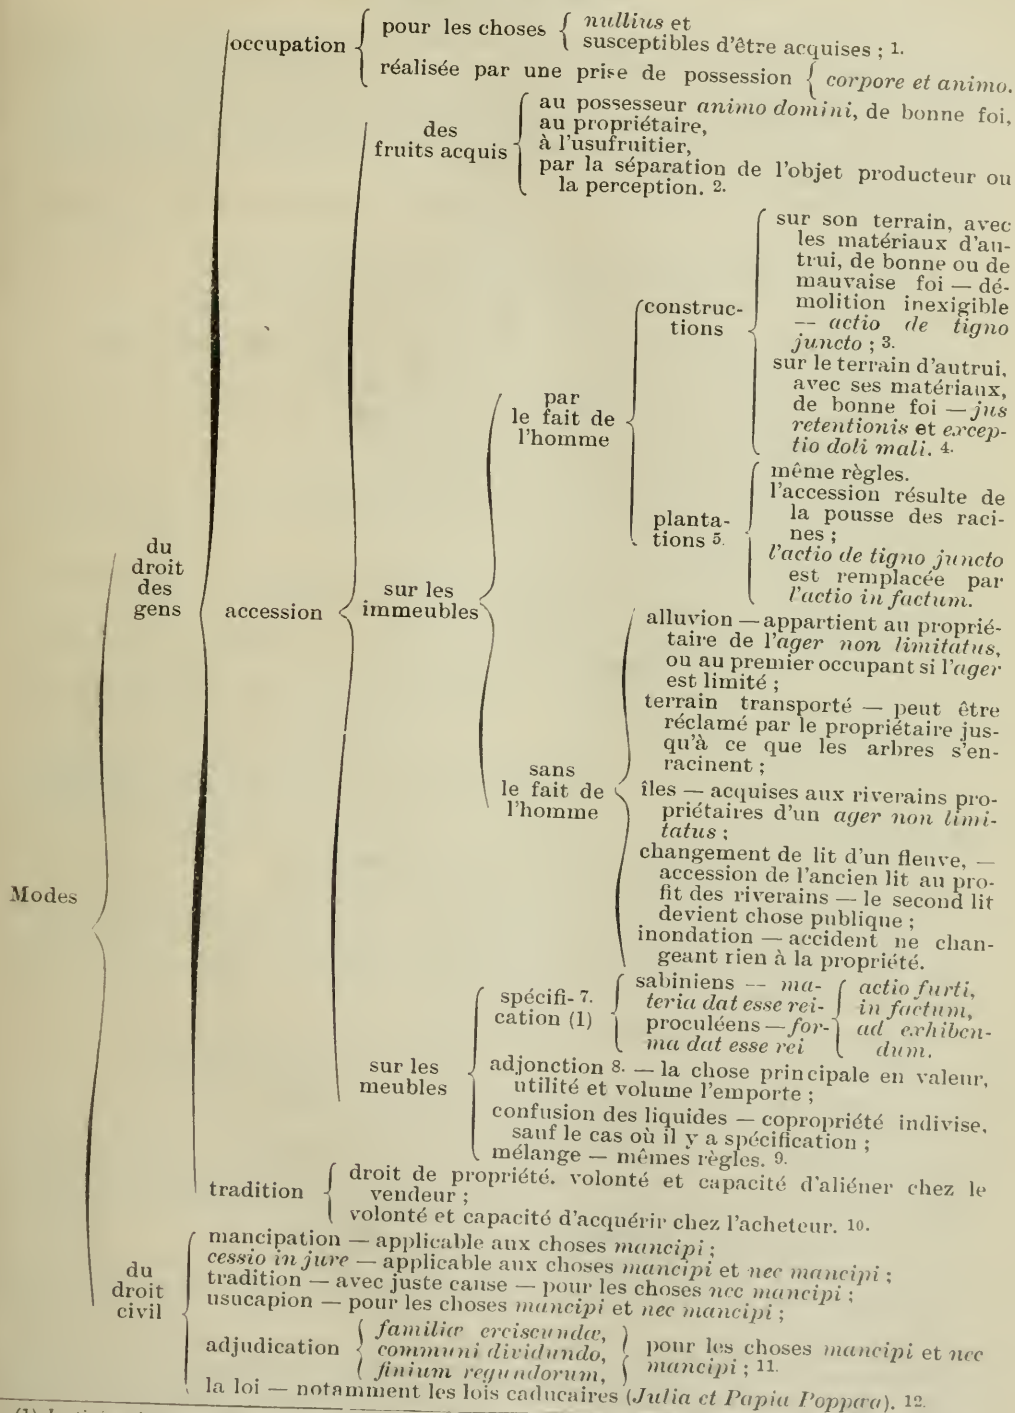 occupation
pour les choses
nullius et
susceptibles d'être acquises ; 1.
réalisée par une prise de possession
corpore et animo.
des
fruits acquis
au possesseur animo domini, de bonne foi,
au propriétaire,
à l'usufruitier,
par la séparation de l'objet producteur ou
la perception. 2.
sur son terrain, avec
les matériaux d'au-
trui, de bonne ou de
mauvaise foi — dé-
molition inexigible
— actio de tigno
juncto ; 3.
construc-
tions
sur le terrain d'autrui,
avec ses matériaux,
de bonne foi — jus
retentionis et excep-
tio doli mali. 4.
par
le fait de
l'homme
même règles.
l'accession résulte de
la pousse des raci-
nes ;
l'actio de tigno juncto
est remplacée par
l'actio in factum.
planta-
tions 5.
du
droit
des
gens
accession
sur les
immeubles
alluvion — appartient au proprié-
taire de l'ager non limitatus,
ou au premier occupant si l'ager
est limité ;
terrain transporté — peut être
réclamé par le propriétaire jus-
qu'à ce que les arbres s'en-
racinent ;
sans
le fait de
l'homme
îles — acquises aux riverains pro-
priétaires d'un ager non limi-
tatus ;
changement de lit d'un fleuve, —
accession de l'ancien lit au pro-
fit des riverains — le second lit
devient chose publique ;
inondation — accident ne chan-
geant rien à la propriété.
Modes
sur les
meubles
spécifi- 7.
cation (1)
sabiniens — ma-
teria dat esse rei-
proculéens — for-
ma dat esse rei
actio furti,
in factum,
ad exhiben-
dum.
adjonction 8. — la chose principale en valeur,
utilité et volume l'emporte ;
confusion des liquides — copropriété indivise,
sauf le cas où il y a spécification ;
mélange — mêmes règles. 9.
tradition
droit de propriété. volonté et capacité d'aliéner chez le
vendeur ;
volonté et capacité d'acquérir chez l'acheteur. 10.
du
droit
civil
mancipation — applicable aux choses mancipi ;
cessio in jure — applicable aux choses mancipi et nec mancipi ;
tradition — avec juste cause — pour les choses nec mancipi ;
usucapion — pour les choses mancipi et nec mancipi ;
adjudication
familiæ erciscundæ,
communi dividundo,
finium regundorum,
pour les choses mancipi et nec
mancipi ; 11.
la loi — notamment les lois caducaires (Julia et Papia Poppæa). 12.